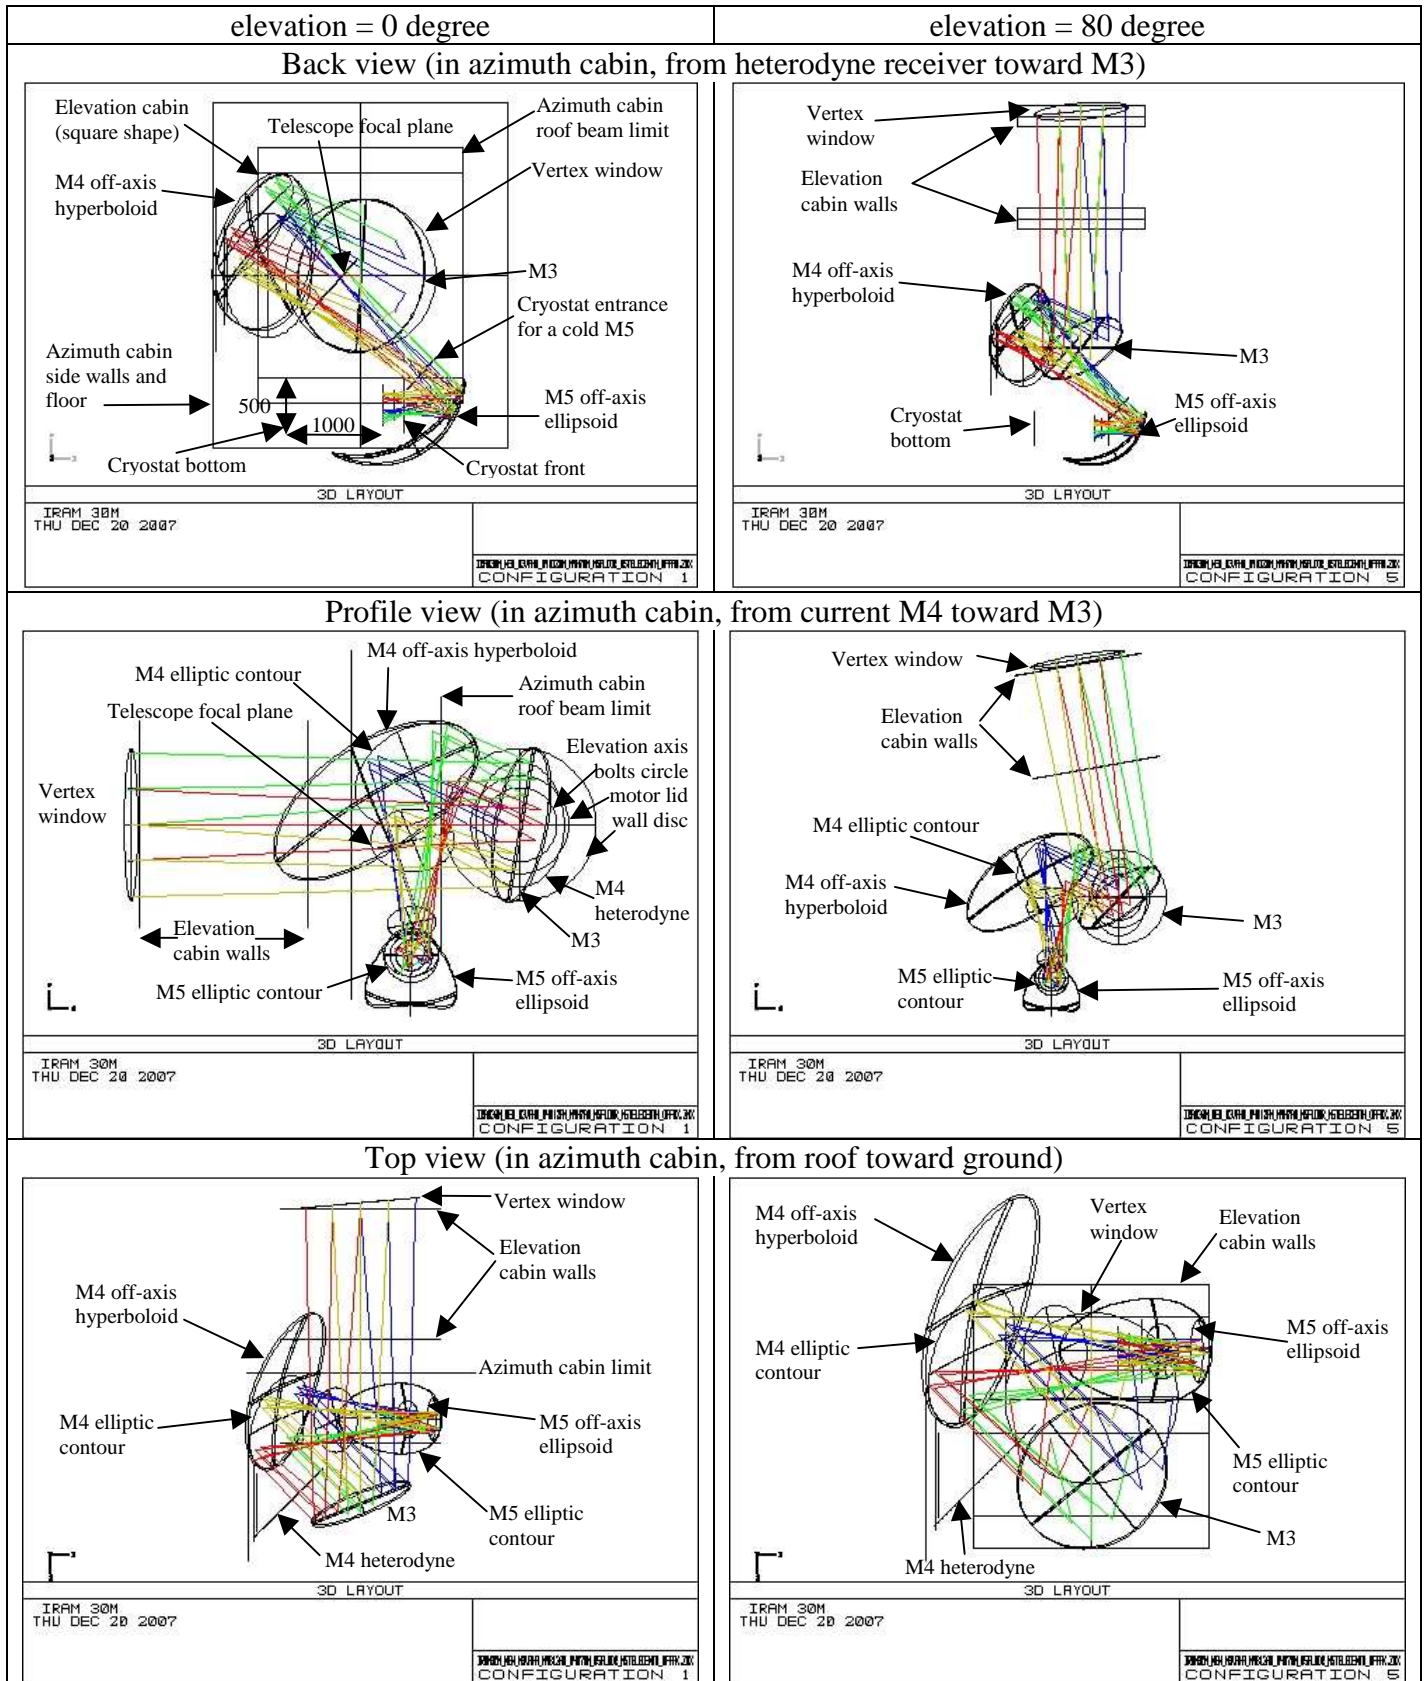 elevation = 0 degree
elevation = 80 degree
Back view (in azimuth cabin, from heterodyne receiver toward M3)
Elevation cabin
(square shape)
Telescope focal plane
Azimuth cabin
roof beam limit
M4 off-axis
hyperboloid
Vertex window
M3
Cryostat entrance
for a cold M5
Azimuth cabin
side walls and
floor
500
1000
M5 off-axis
ellipsoid
Cryostat bottom
Cryostat front
3D LAYOUT
IRAM 30M
THU DEC 20 2007
CONFIGURATION 1
Vertex
window
Elevation
cabin walls
M4 off-axis
hyperboloid
M3
M5 off-axis
ellipsoid
Cryostat
bottom
3D LAYOUT
IRAM 30M
THU DEC 20 2007
CONFIGURATION 5
Profile view (in azimuth cabin, from current M4 toward M3)
M4 off-axis hyperboloid
M4 elliptic contour
Telescope focal plane
Azimuth cabin
roof beam limit
Elevation axis
bolts circle
motor lid
wall disc
Vertex
window
M4
heterodyne
M3
Elevation
cabin walls
M5 elliptic contour
M5 off-axis
ellipsoid
3D LAYOUT
IRAM 30M
THU DEC 20 2007
CONFIGURATION 1
Vertex window
Elevation
cabin walls
M4 elliptic contour
M4 off-axis
hyperboloid
M3
M5 elliptic
contour
M5 off-axis
ellipsoid
3D LAYOUT
IRAM 30M
THU DEC 20 2007
CONFIGURATION 5
Top view (in azimuth cabin, from roof toward ground)
Vertex window
Elevation
cabin walls
M4 off-axis
hyperboloid
Azimuth cabin limit
M4 elliptic
contour
M5 off-axis
ellipsoid
M3
M5 elliptic
contour
M4 heterodyne
3D LAYOUT
IRAM 30M
THU DEC 20 2007
CONFIGURATION 1
M4 off-axis
hyperboloid
Vertex
window
Elevation
cabin walls
M4 elliptic
contour
M5 off-axis
ellipsoid
M5 elliptic
contour
M3
M4 heterodyne
3D LAYOUT
IRAM 30M
THU DEC 20 2007
CONFIGURATION 5